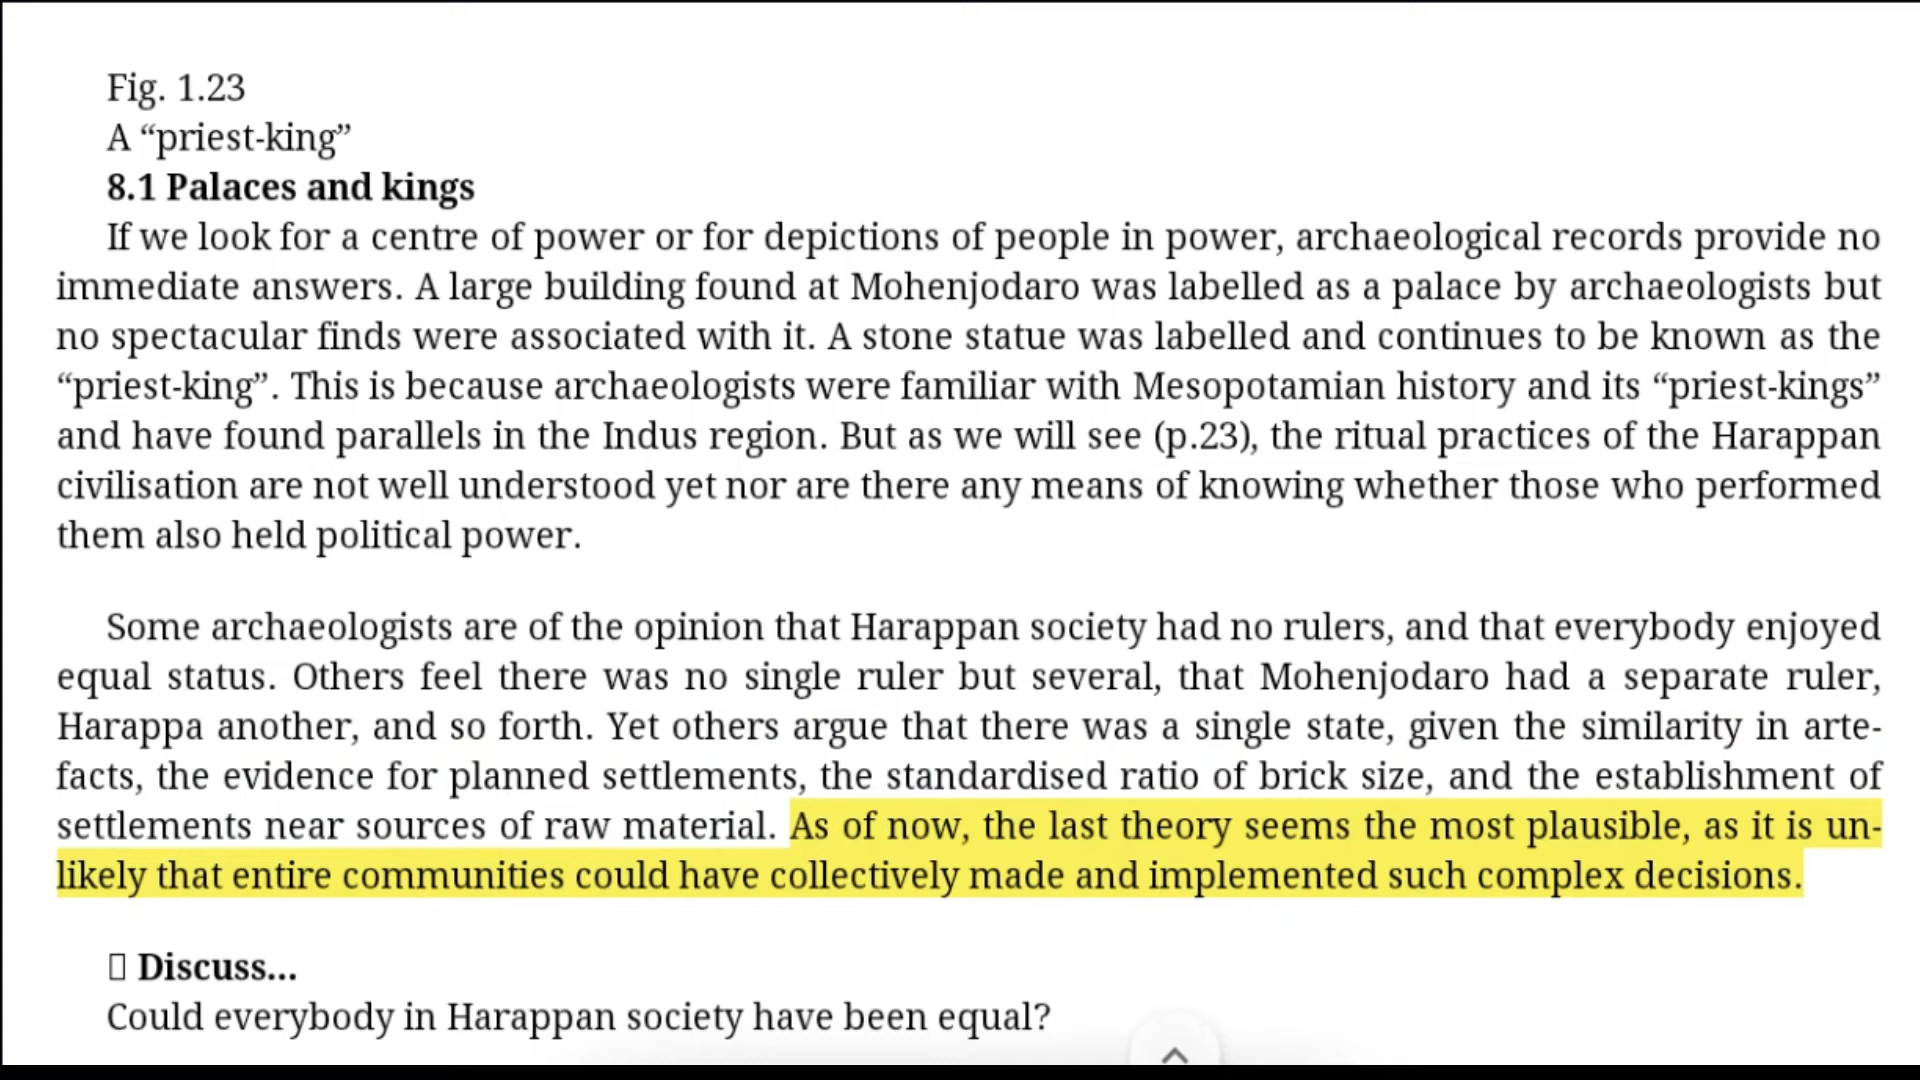 Fig. 1.23
A “priest-king”
8.1 Palaces and kings
If we look for a centre of power or for depictions of people in power, archaeological records provide no
immediate answers. A large building found at Mohenjodaro was labelled as a palace by archaeologists but
no spectacular finds were associated with it. A stone statue was labelled and continues to be known as the
“priest-king”. This is because archaeologists were familiar with Mesopotamian history and its “priest-kings”
and have found parallels in the Indus region. But as we will see (p.23), the ritual practices of the Harappan
civilisation are not well understood yet nor are there any means of knowing whether those who performed
them also held political power.
Some archaeologists are of the opinion that Harappan society had no rulers, and that everybody enjoyed
equal status. Others feel there was no single ruler but several, that Mohenjodaro had a separate ruler,
Harappa another, and so forth. Yet others argue that there was a single state, given the similarity in arte-
facts, the evidence for planned settlements, the standardised ratio of brick size, and the establishment of
settlements near sources of raw material. As of now, the last theory seems the most plausible, as it is un-
likely that entire communities could have collectively made and implemented such complex decisions.
Discuss...
Could everybody in Harappan society have been equal?